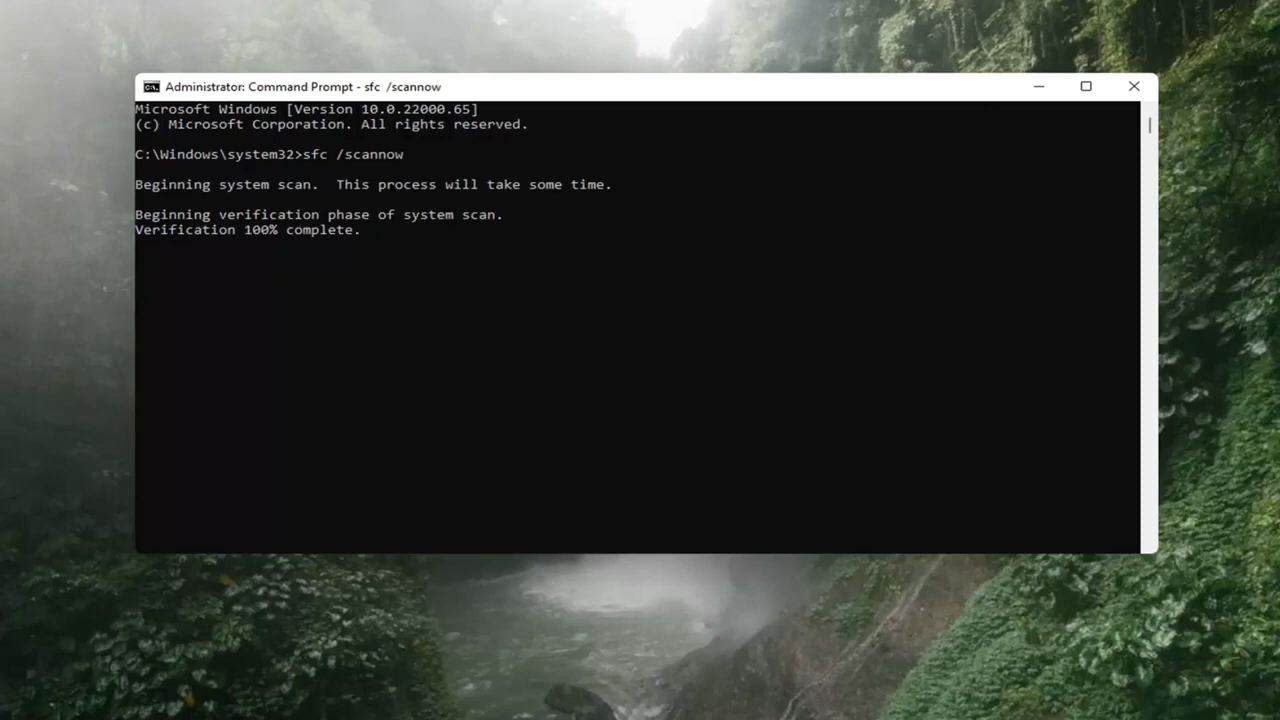 Administrator: Command Prompt - sfc /scannow
Microsoft Windows [Version 10.0.22000.65]
(c) Microsoft Corporation. All rights reserved.
C:\Windows\system32>sfc /scannow
Beginning system scan.  This process will take some time.
Beginning verification phase of system scan.
Verification 100% complete.